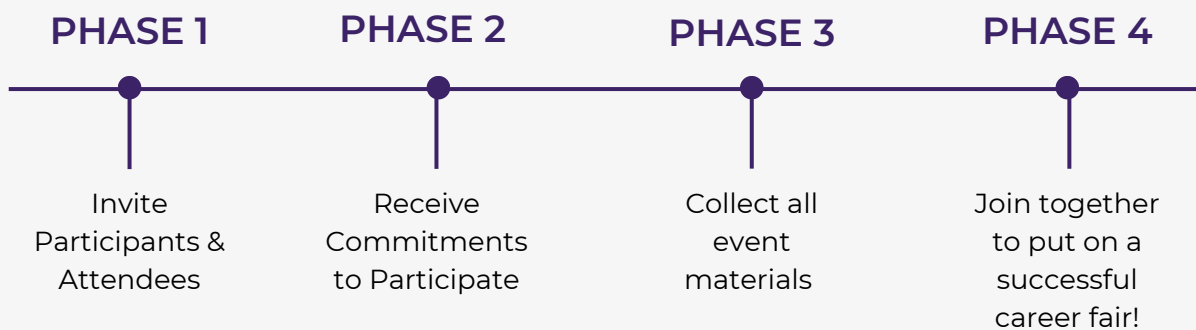 PHASE 1
Invite
Participants &
Attendees
PHASE 2
Receive
Commitments
to Participate
PHASE 3
Collect all
event
materials
PHASE 4
Join together
to put on a
successful
career fair!